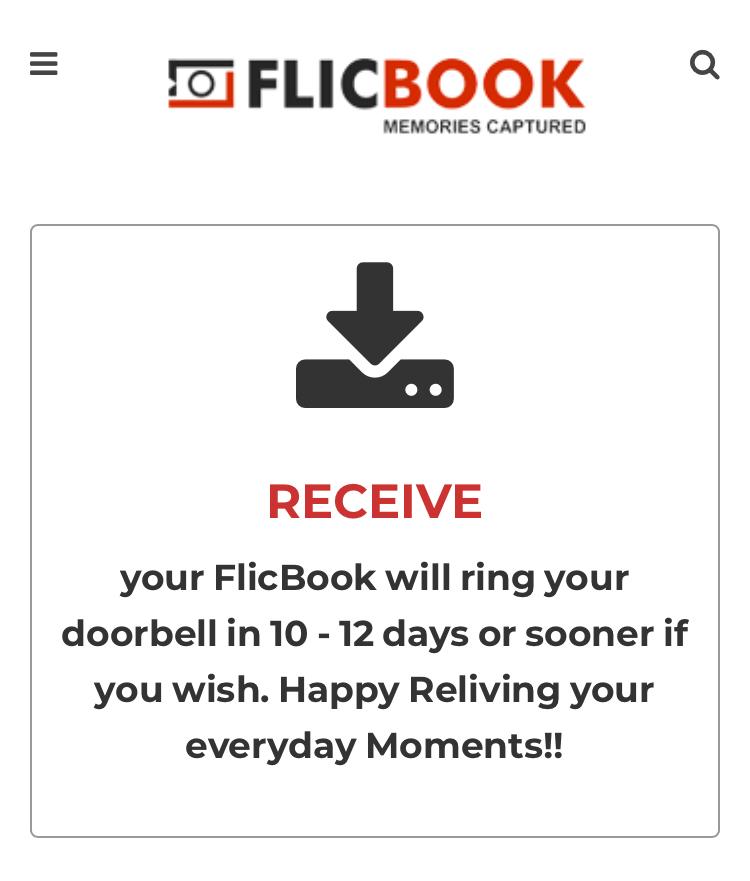 FLICBOOK
MEMORIES CAPTURED
RECEIVE
your FlicBook will ring your
doorbell in 10 - 12 days or sooner if
you wish. Happy Reliving your
everyday Moments!!